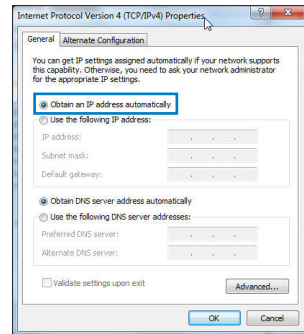 Internet Protocol Version 4 (TCP/IPv4) Properties
General
Alternate Configuration
You can get IP settings assigned automatically if your network supports
this capability. Otherwise, you need to ask your network administrator
for the appropriate IP settings.
Obtain an IP address automatically
Use the following IP address:
IP address:
Subnet mask:
Default gateway:
Obtain DNS server address automatically
Use the following DNS server addresses:
Preferred DNS server:
Alternate DNS server:
Validate settings upon exit
Advanced...
OK
Cancel